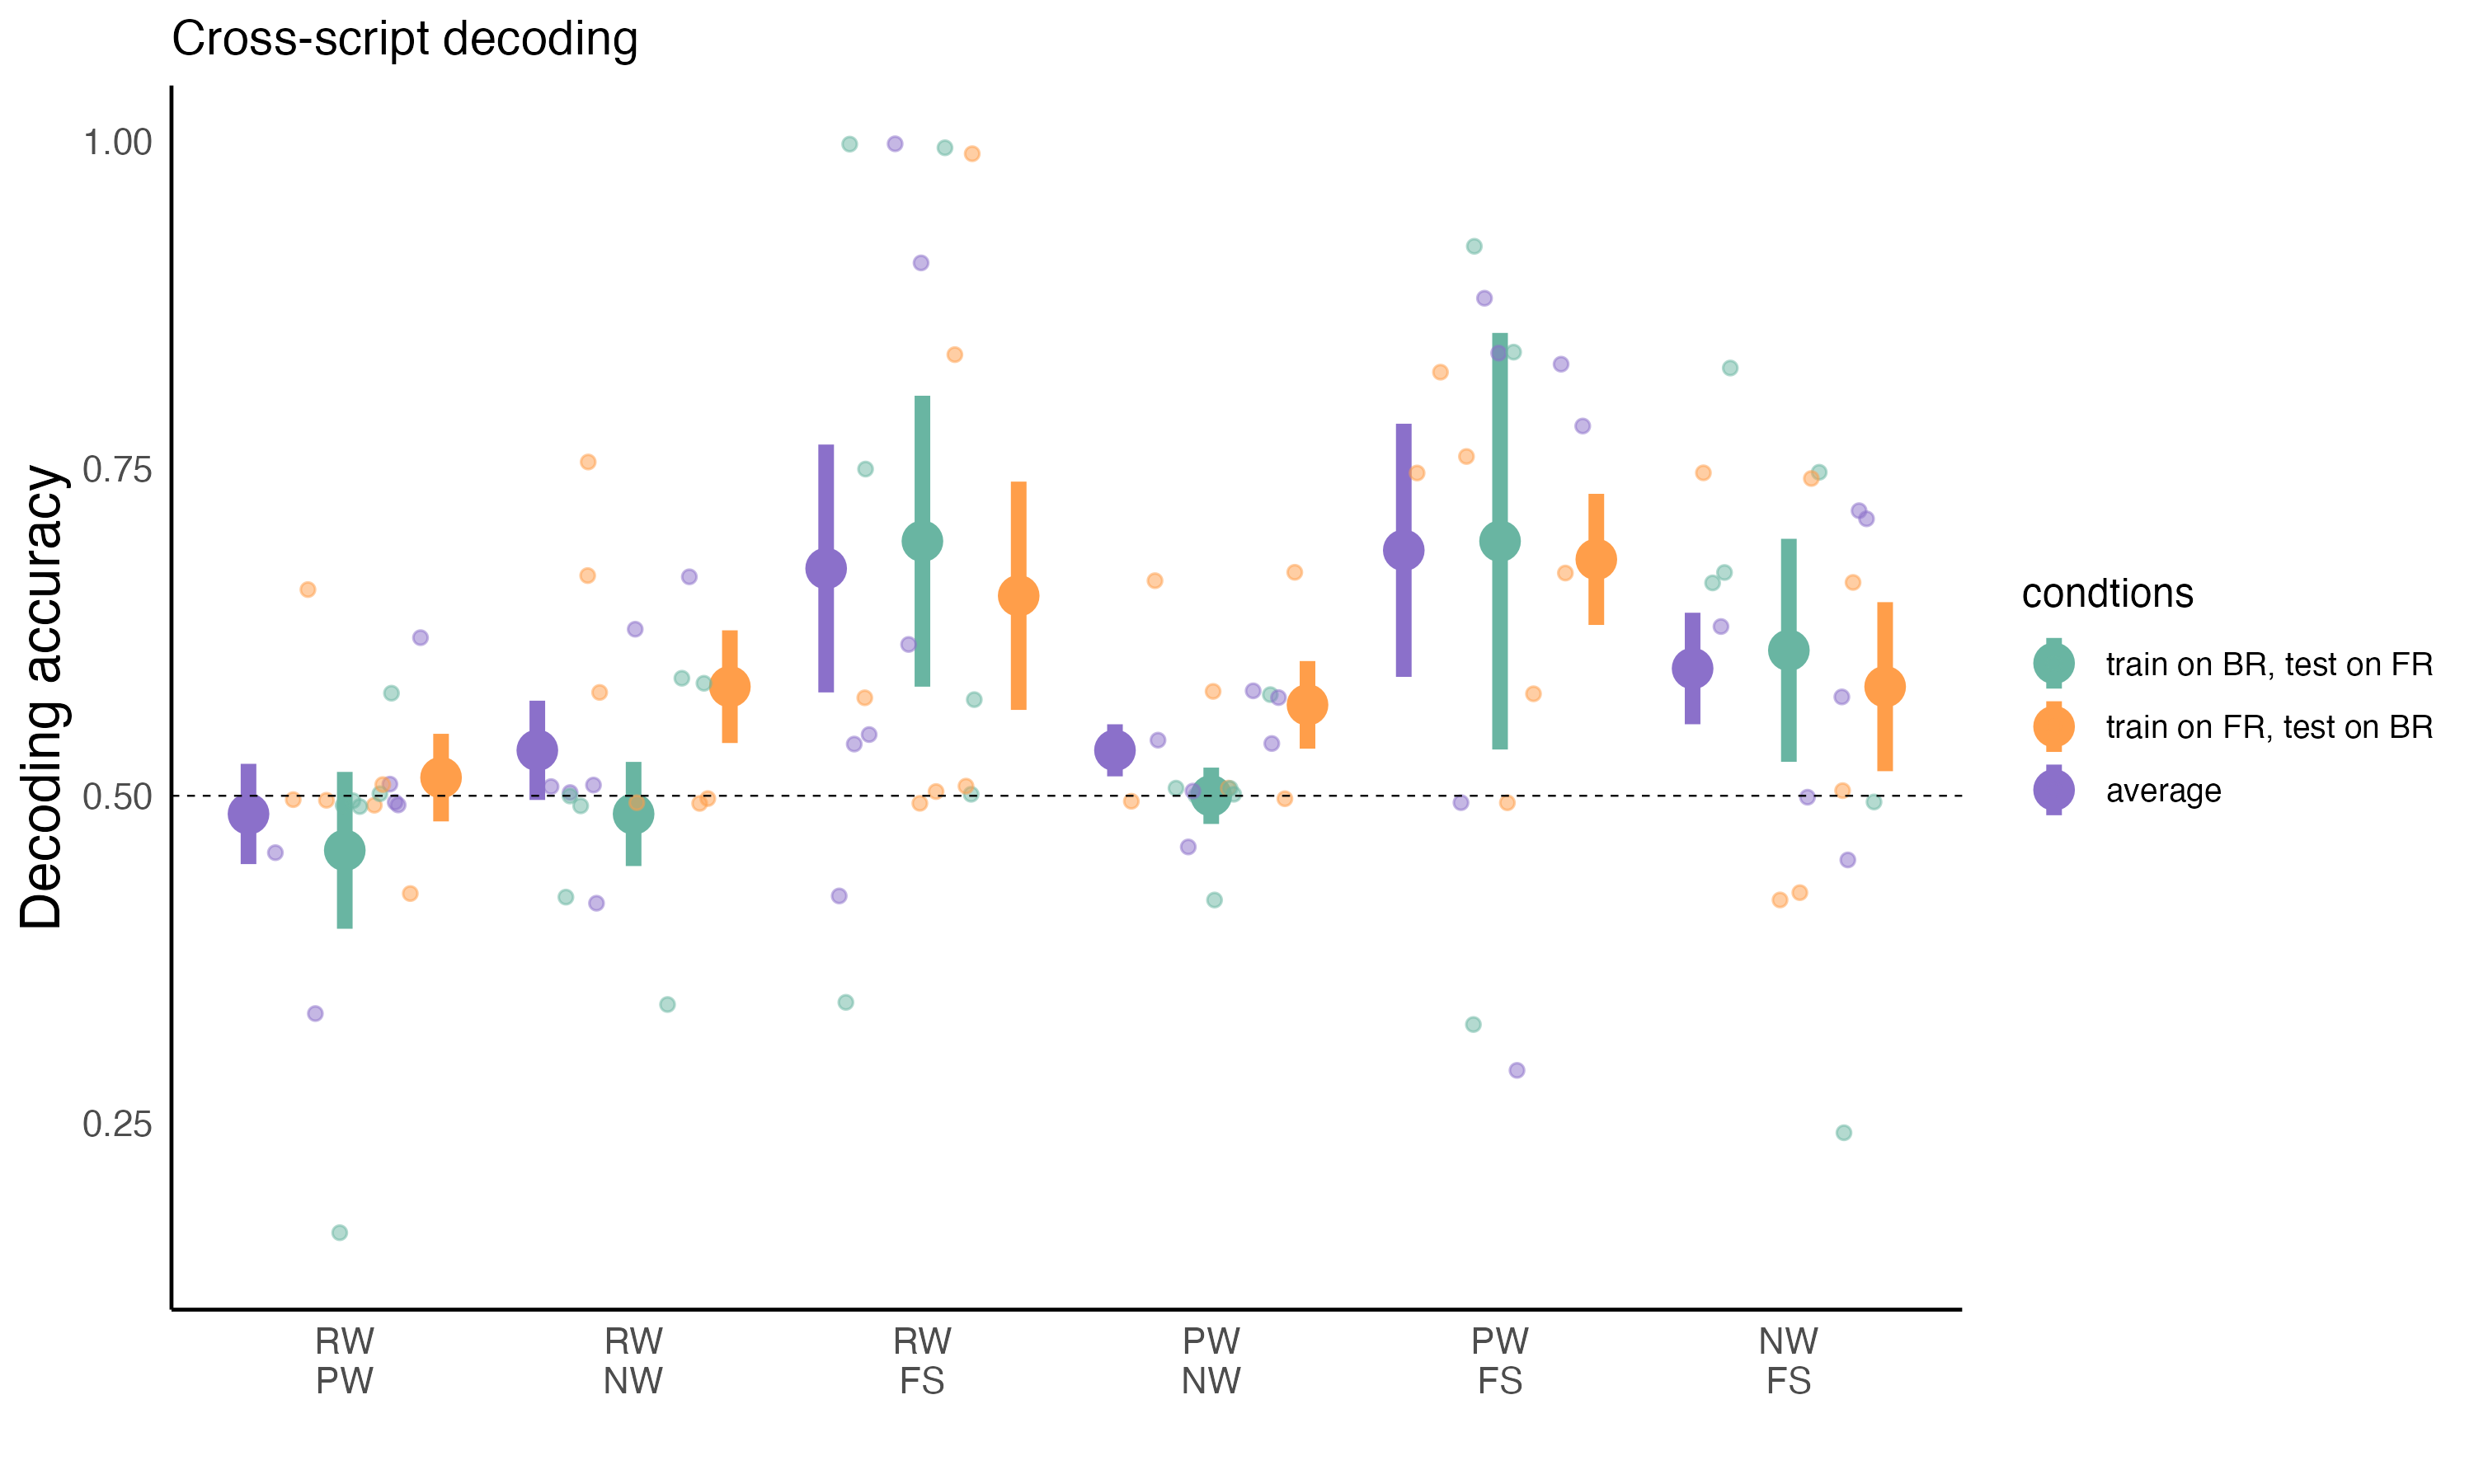 Cross-script decoding
Decoding accuracy
1.00
0.75
0.50
0.25
RW
PW
RW
NW
RW
FS
PW
NW
PW
FS
NW
FS
condtions
train on BR, test on FR
train on FR, test on BR
average